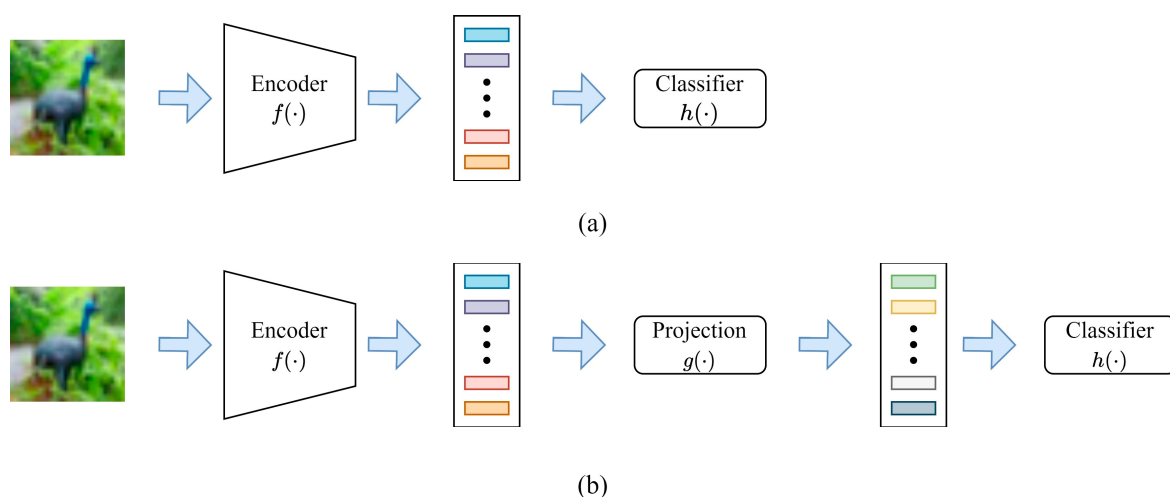 Encoder
f(·)
Classifier
h(·)
(a)
Encoder
f(·)
Projection
g(·)
Classifier
h(·)
(b)